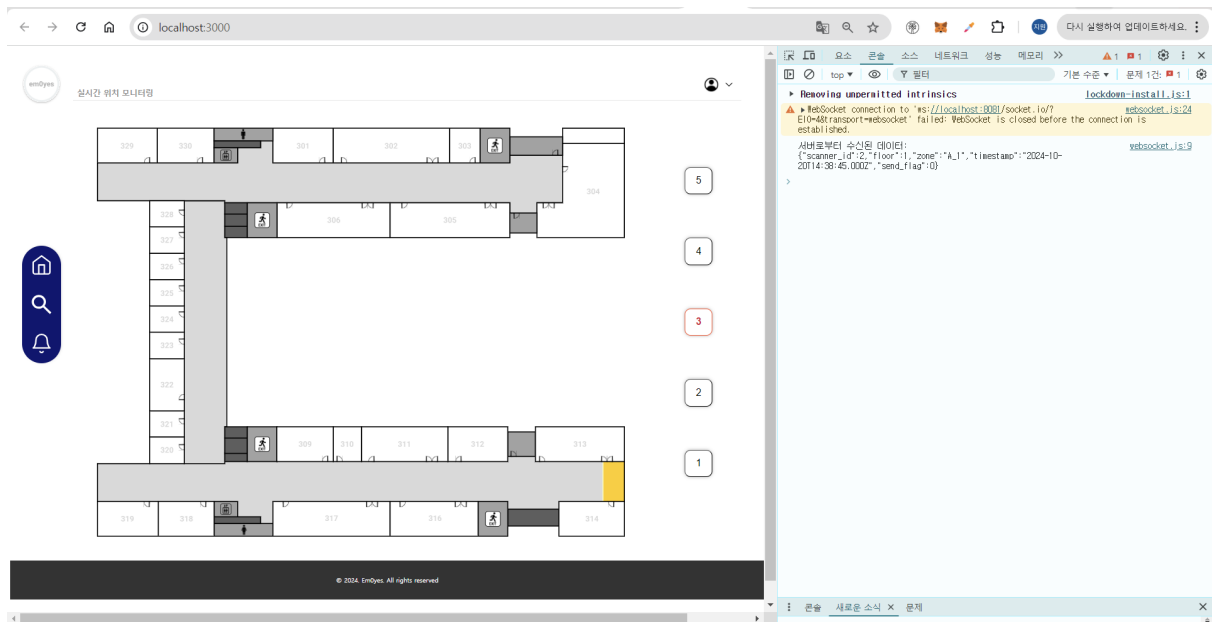 localhost:3000
지원
다시 실행하여 업데이트하세요.
em0yes
실시간 위치 모니터링
요소 콘솔 소스 네트워크 성능 메모리 1 1
top 필터 기본 수준 문제 1건: 1
Removing unpermitted intrinsics lockdown-install.js:1
WebSocket connection to 'ws://localhost:8081/socket.io/? websocket.js:24
EIO=4&transport=websocket' failed: WebSocket is closed before the connection is
established.
서버로부터 수신된 데이터: websocket.js:9
{"scanner_id":2,"floor":1,"zone":"A_1","timestamp":"2024-10-
20T14:38:45.000Z","send_flag":0}
329 330 301 302 303
304
328 306 305
327
326
325
324
323
322
321
320 309 310 311 312 313
319 318 317 316 314
EXIT
EXIT
EXIT
EXIT
5
4
3
2
1
© 2024. Em0yes. All rights reserved
콘솔 새로운 소식 문제